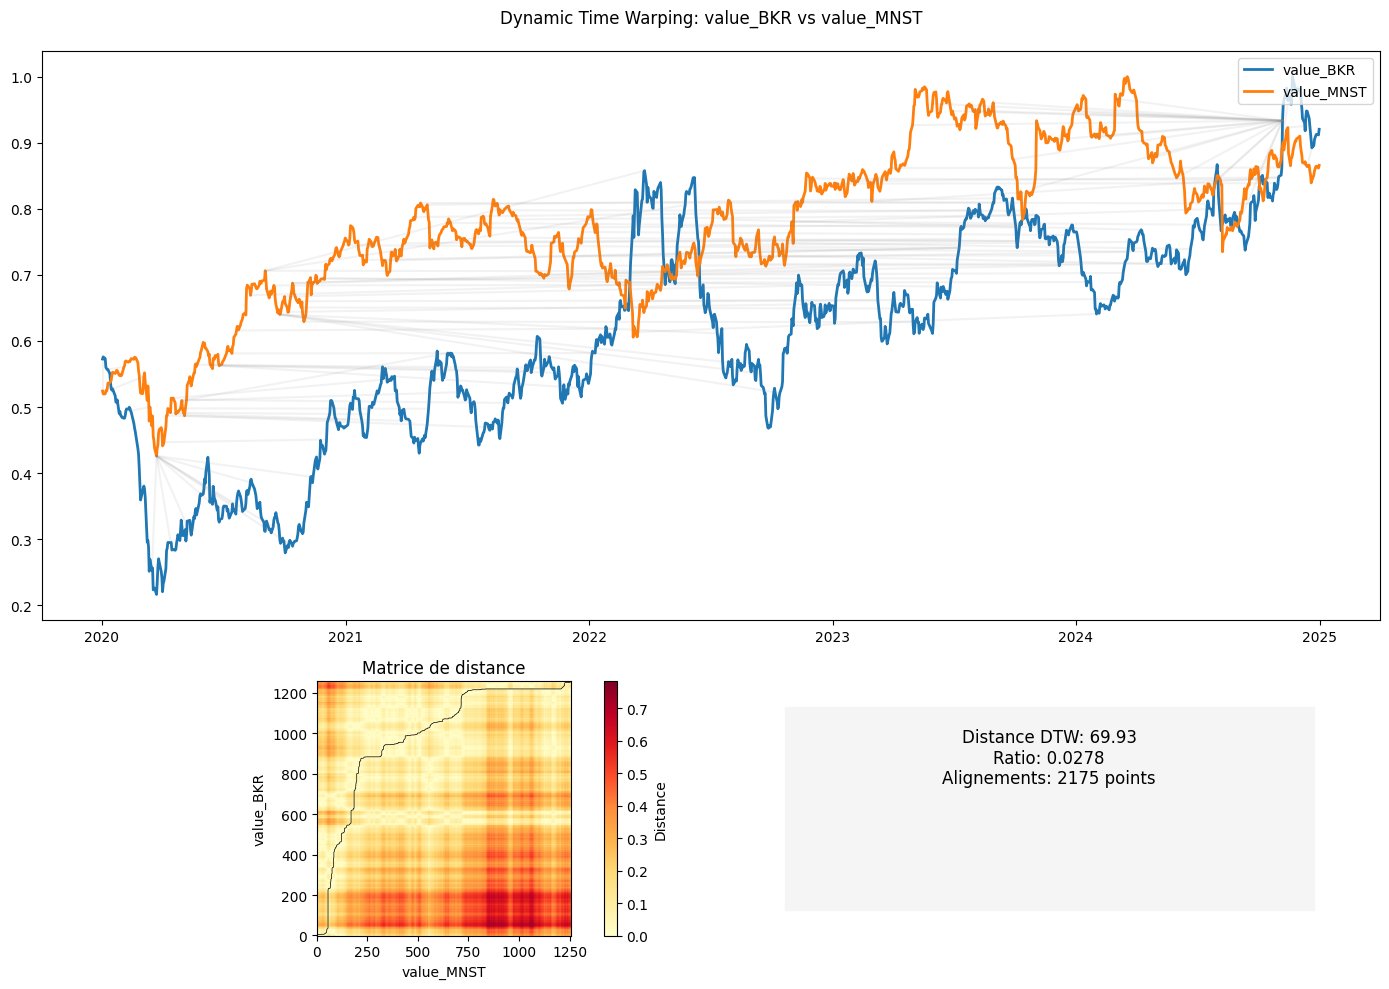 Dynamic Time Warping: value_BKR vs value_MNST
value_BKR
value_MNST
1.0
0.9
0.8
0.7
0.6
0.5
0.4
0.3
0.2
2020 2021 2022 2023 2024 2025
Matrice de distance
value_BKR
1200
1000
800
600
400
200
0
0 250 500 750 1000 1250
value_MNST
0.7
0.6
0.5
0.4
0.3
0.2
0.1
0.0
Distance
Distance DTW: 69.93
Ratio: 0.0278
Alignements: 2175 points